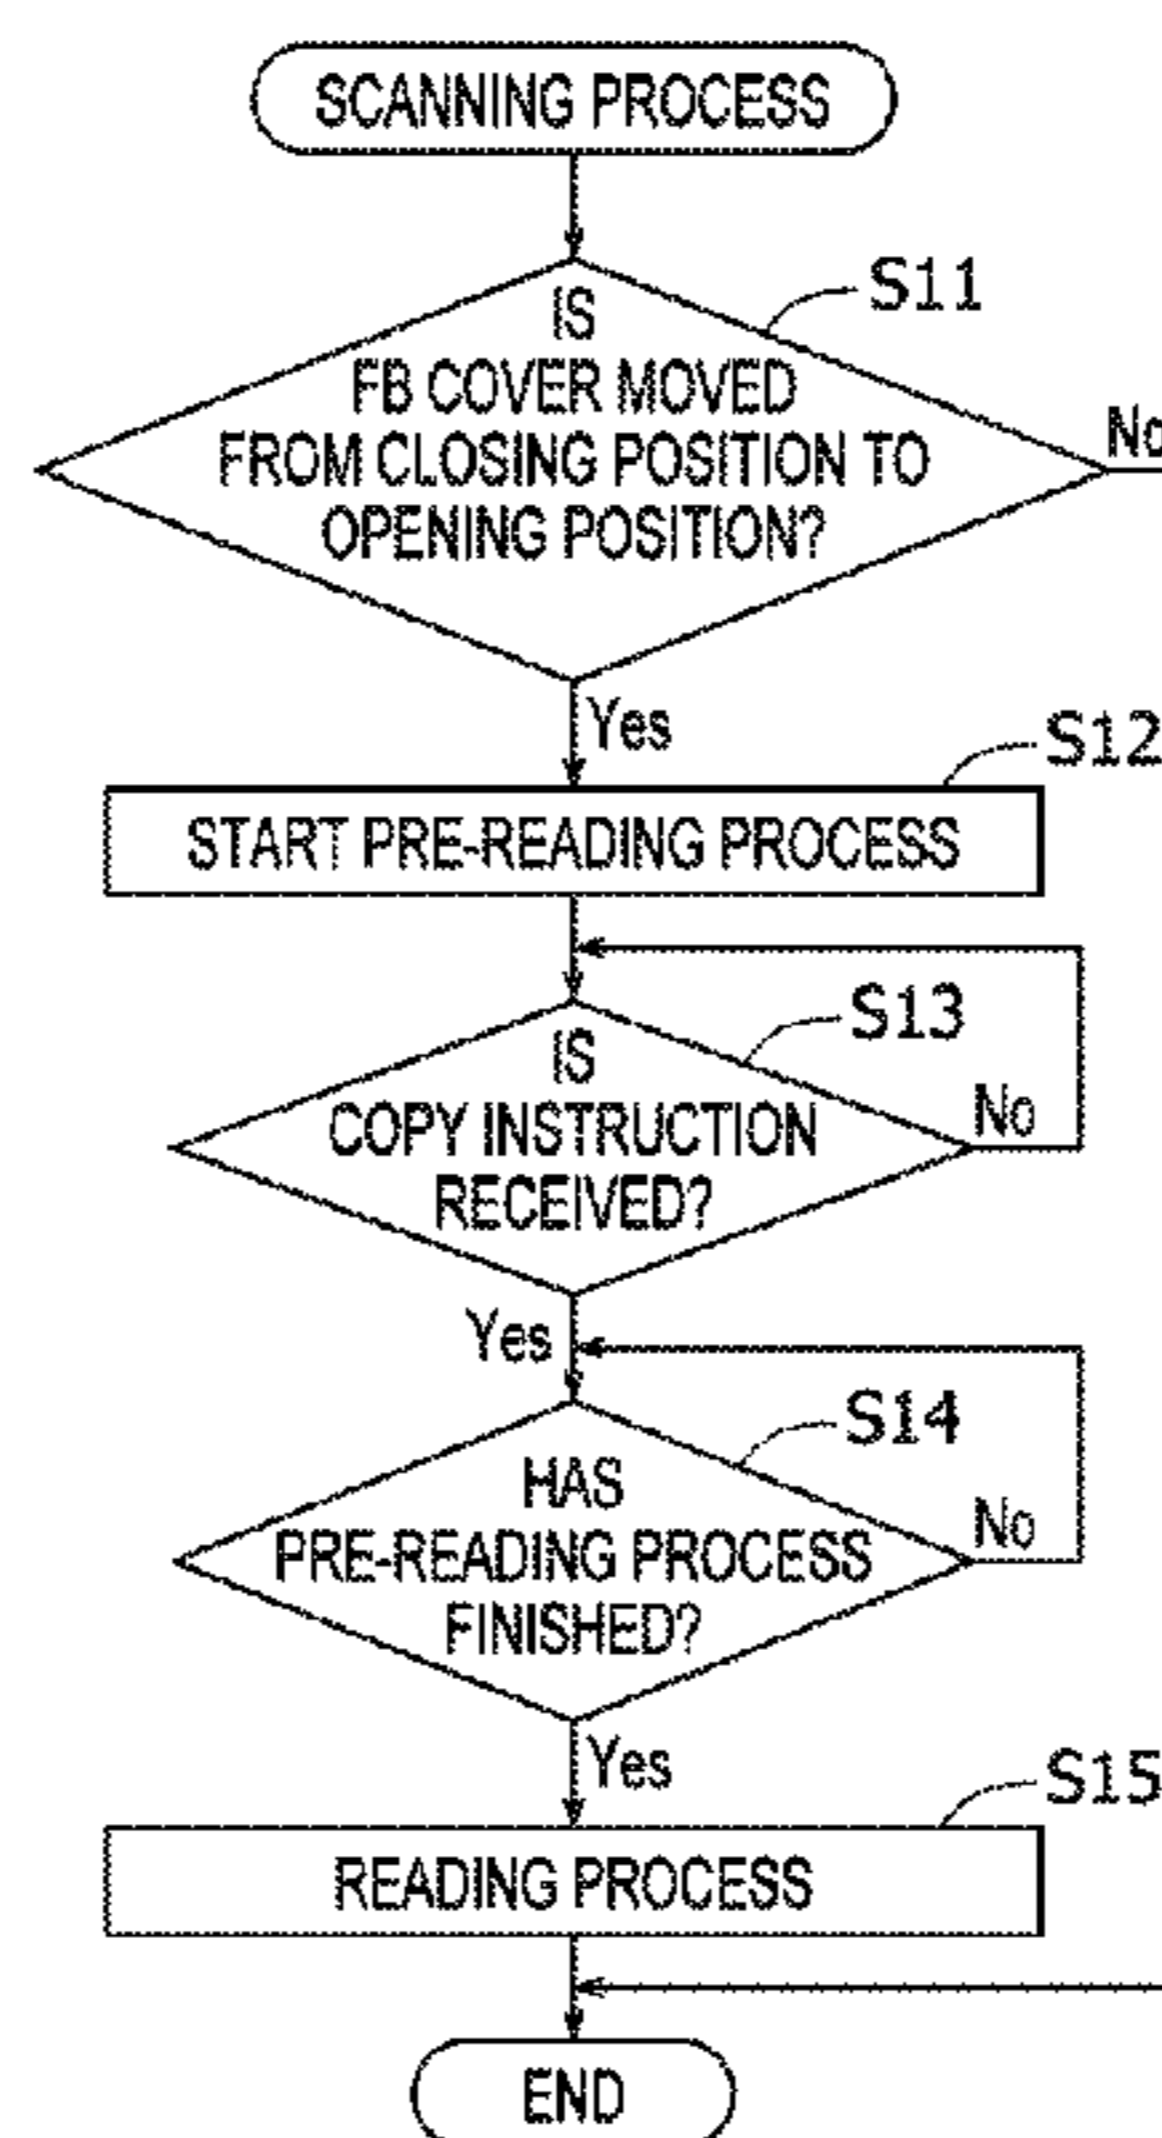 SCANNING PROCESS
S11
IS
FB COVER MOVED
FROM CLOSING POSITION TO
OPENING POSITION?
No
Yes
S12
START PRE-READING PROCESS
S13
IS
COPY INSTRUCTION
RECEIVED?
No
Yes
S14
HAS
PRE-READING PROCESS
FINISHED?
No
Yes
S15
READING PROCESS
END